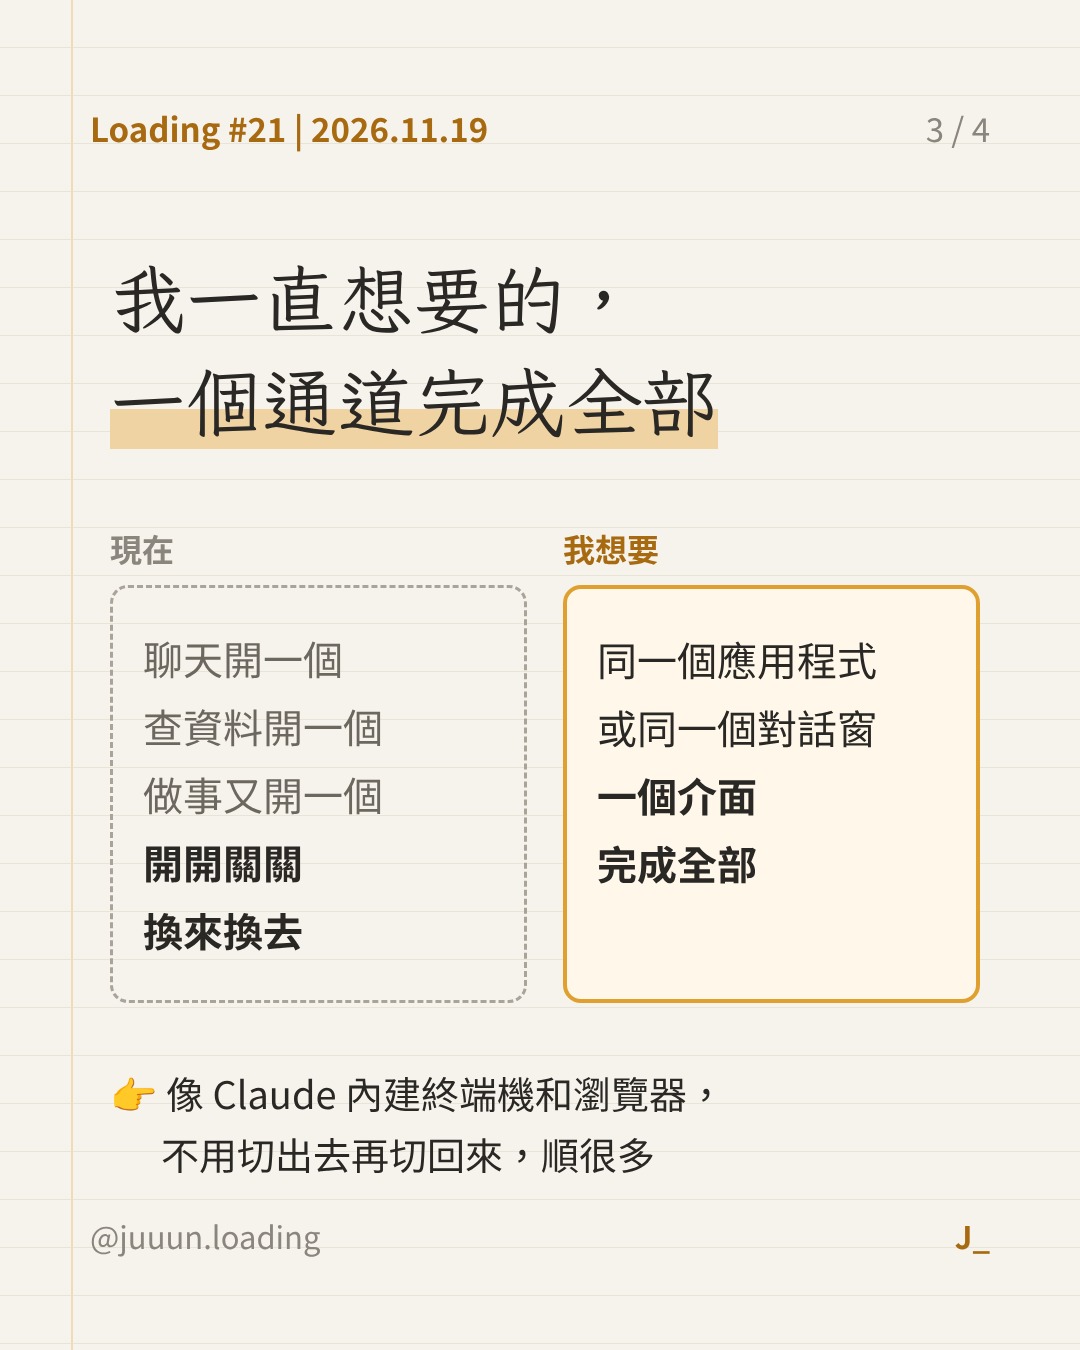 Loading #21 | 2026.11.19
3 / 4
我一直想要的，
一個通道完成全部
現在
聊天開一個
查資料開一個
做事又開一個
開開關關
換來換去
我想要
同一個應用程式
或同一個對話窗
一個介面
完成全部
👉 像 Claude 內建終端機和瀏覽器，
不用切出去再切回來，順很多
@juuun.loading
J_